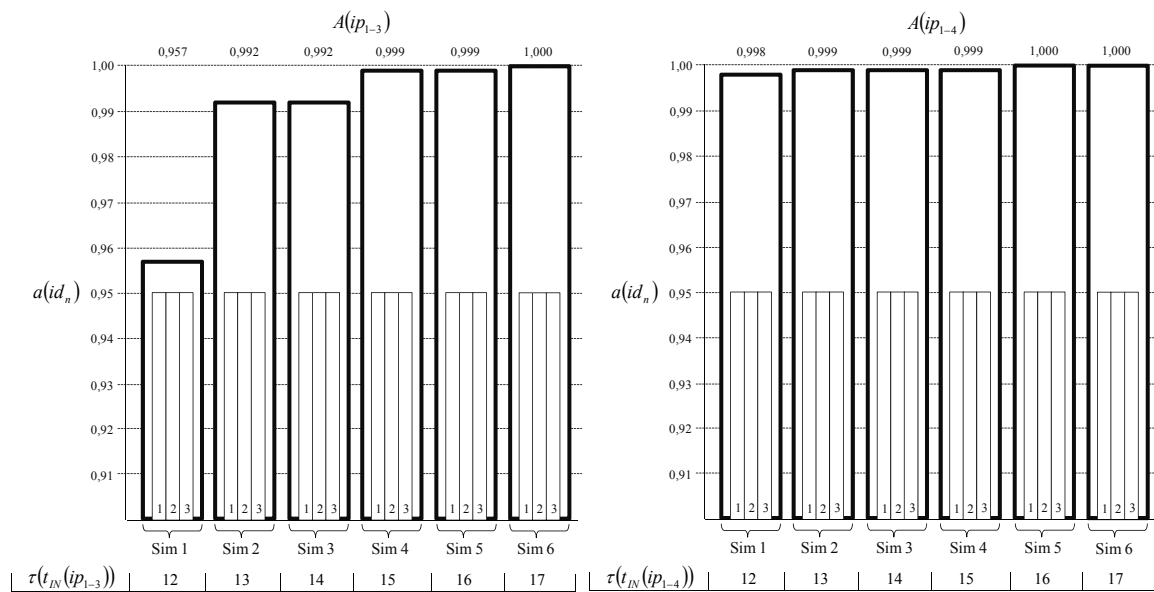 A(ip₁₋₃)
0,957 0,992 0,992 0,999 0,999 1,000
1,00
0,99
0,98
0,97
0,96
a(idₙ)
0,95
0,94
0,93
0,92
0,91
1 2 3 1 2 3 1 2 3 1 2 3 1 2 3 1 2 3
Sim 1 Sim 2 Sim 3 Sim 4 Sim 5 Sim 6
τ(t_IN(ip₁₋₃)) 12 13 14 15 16 17
A(ip₁₋₄)
0,998 0,999 0,999 0,999 1,000 1,000
1,00
0,99
0,98
0,97
0,96
a(idₙ)
0,95
0,94
0,93
0,92
0,91
1 2 3 1 2 3 1 2 3 1 2 3 1 2 3 1 2 3
Sim 1 Sim 2 Sim 3 Sim 4 Sim 5 Sim 6
τ(t_IN(ip₁₋₄)) 12 13 14 15 16 17